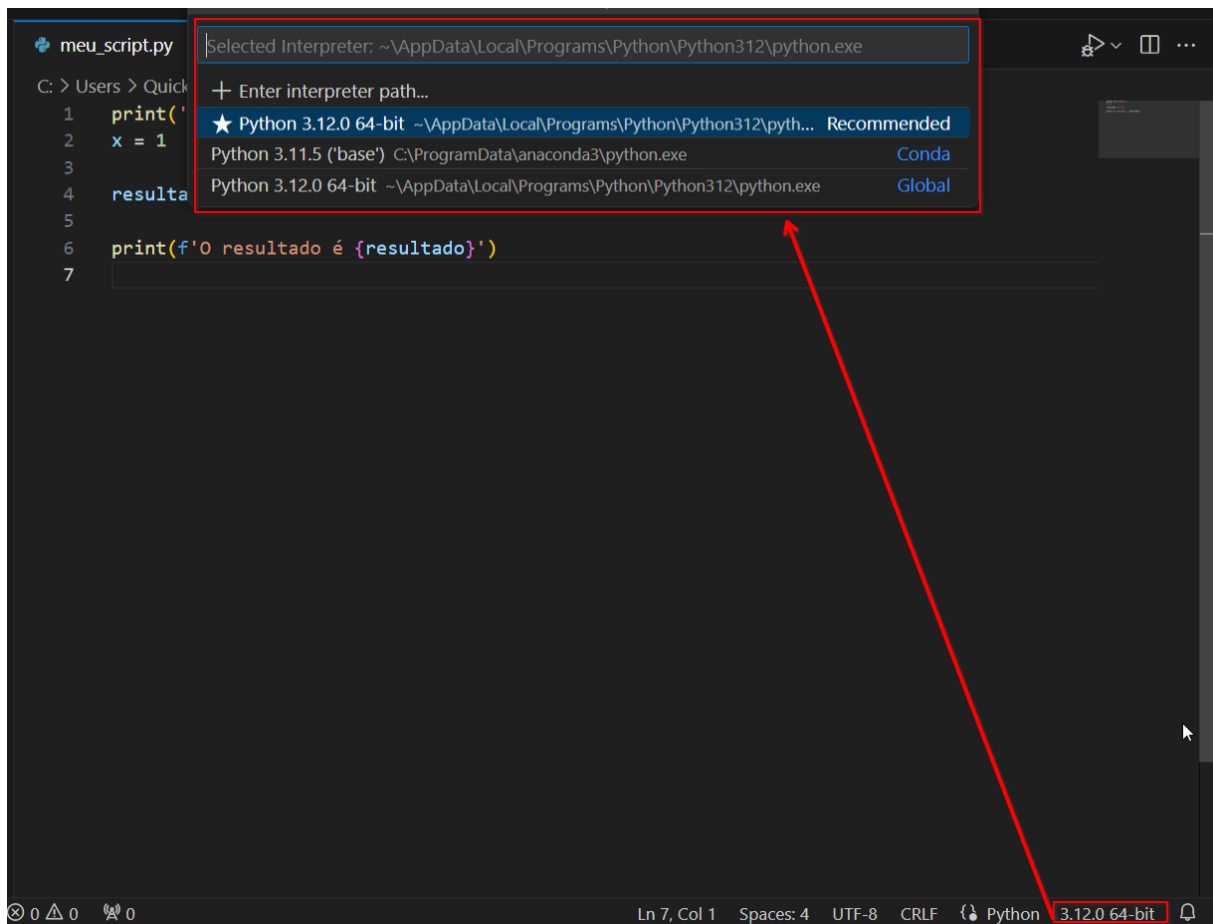 meu_script.py
Selected Interpreter: ~\AppData\Local\Programs\Python\Python312\python.exe
C: > Users > Quick
+ Enter interpreter path...
★ Python 3.12.0 64-bit ~\AppData\Local\Programs\Python\Python312\pyth... Recommended
Python 3.11.5 ('base') C:\ProgramData\anaconda3\python.exe Conda
Python 3.12.0 64-bit ~\AppData\Local\Programs\Python\Python312\python.exe Global
1 print('
2 x = 1
3
4 resulta
5
6 print(f'O resultado é {resultado}')
7
0 0 0 Ln 7, Col 1 Spaces: 4 UTF-8 CRLF Python 3.12.0 64-bit